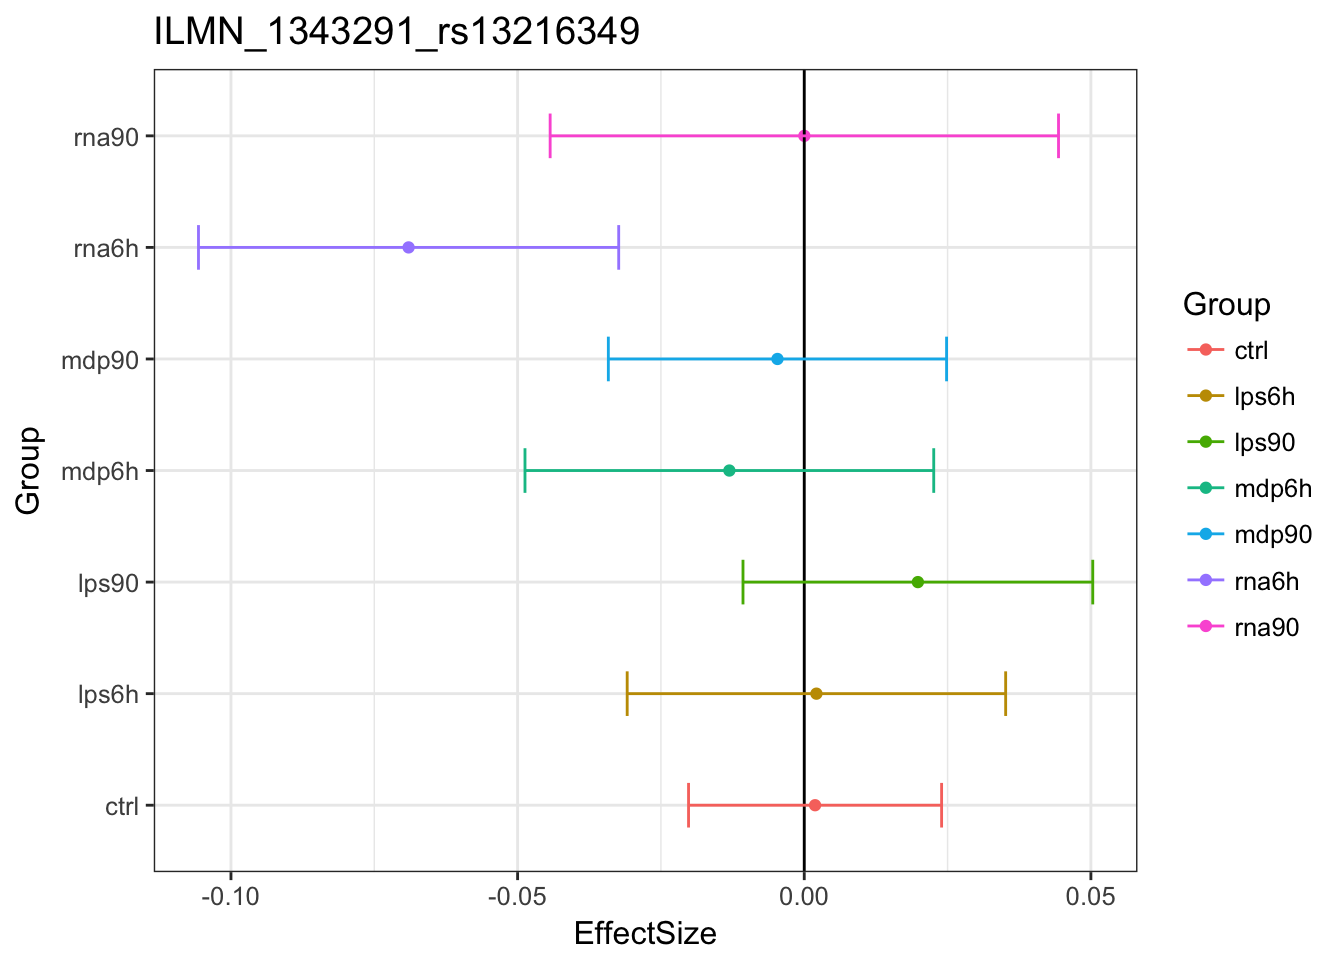 ILMN_1343291_rs13216349
rna90
rna6h
mdp90
mdp6h
lps90
lps6h
ctrl
Group
-0.10
-0.05
0.00
0.05
EffectSize
Group
ctrl
lps6h
lps90
mdp6h
mdp90
rna6h
rna90